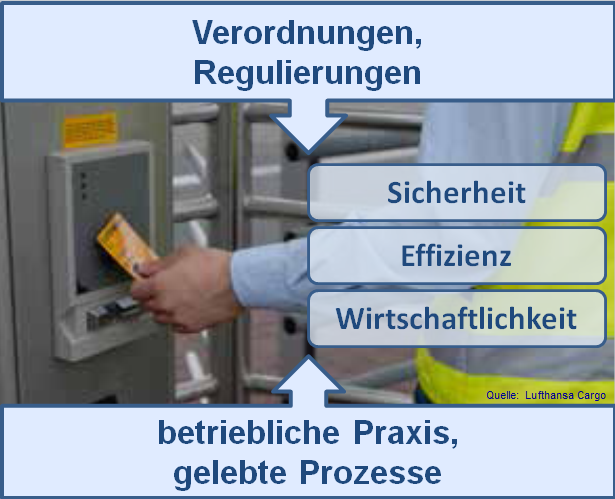 Verordnungen,
Regulierungen
Sicherheit
Effizienz
Wirtschaftlichkeit
Quelle: Lufthansa Cargo
betriebliche Praxis,
gelebte Prozesse